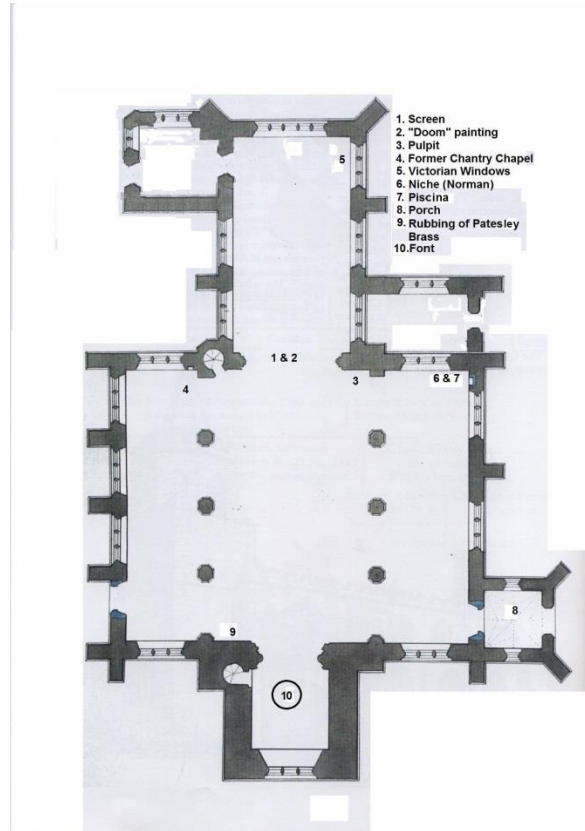 1. Screen
2. "Doom" painting
3. Pulpit
4. Former Chantry Chapel
5. Victorian Windows
6. Niche (Norman)
7. Piscina
8. Porch
9. Rubbing of Patesley
Brass
10.Font
5
1 & 2
4
3
6 & 7
8
9
10